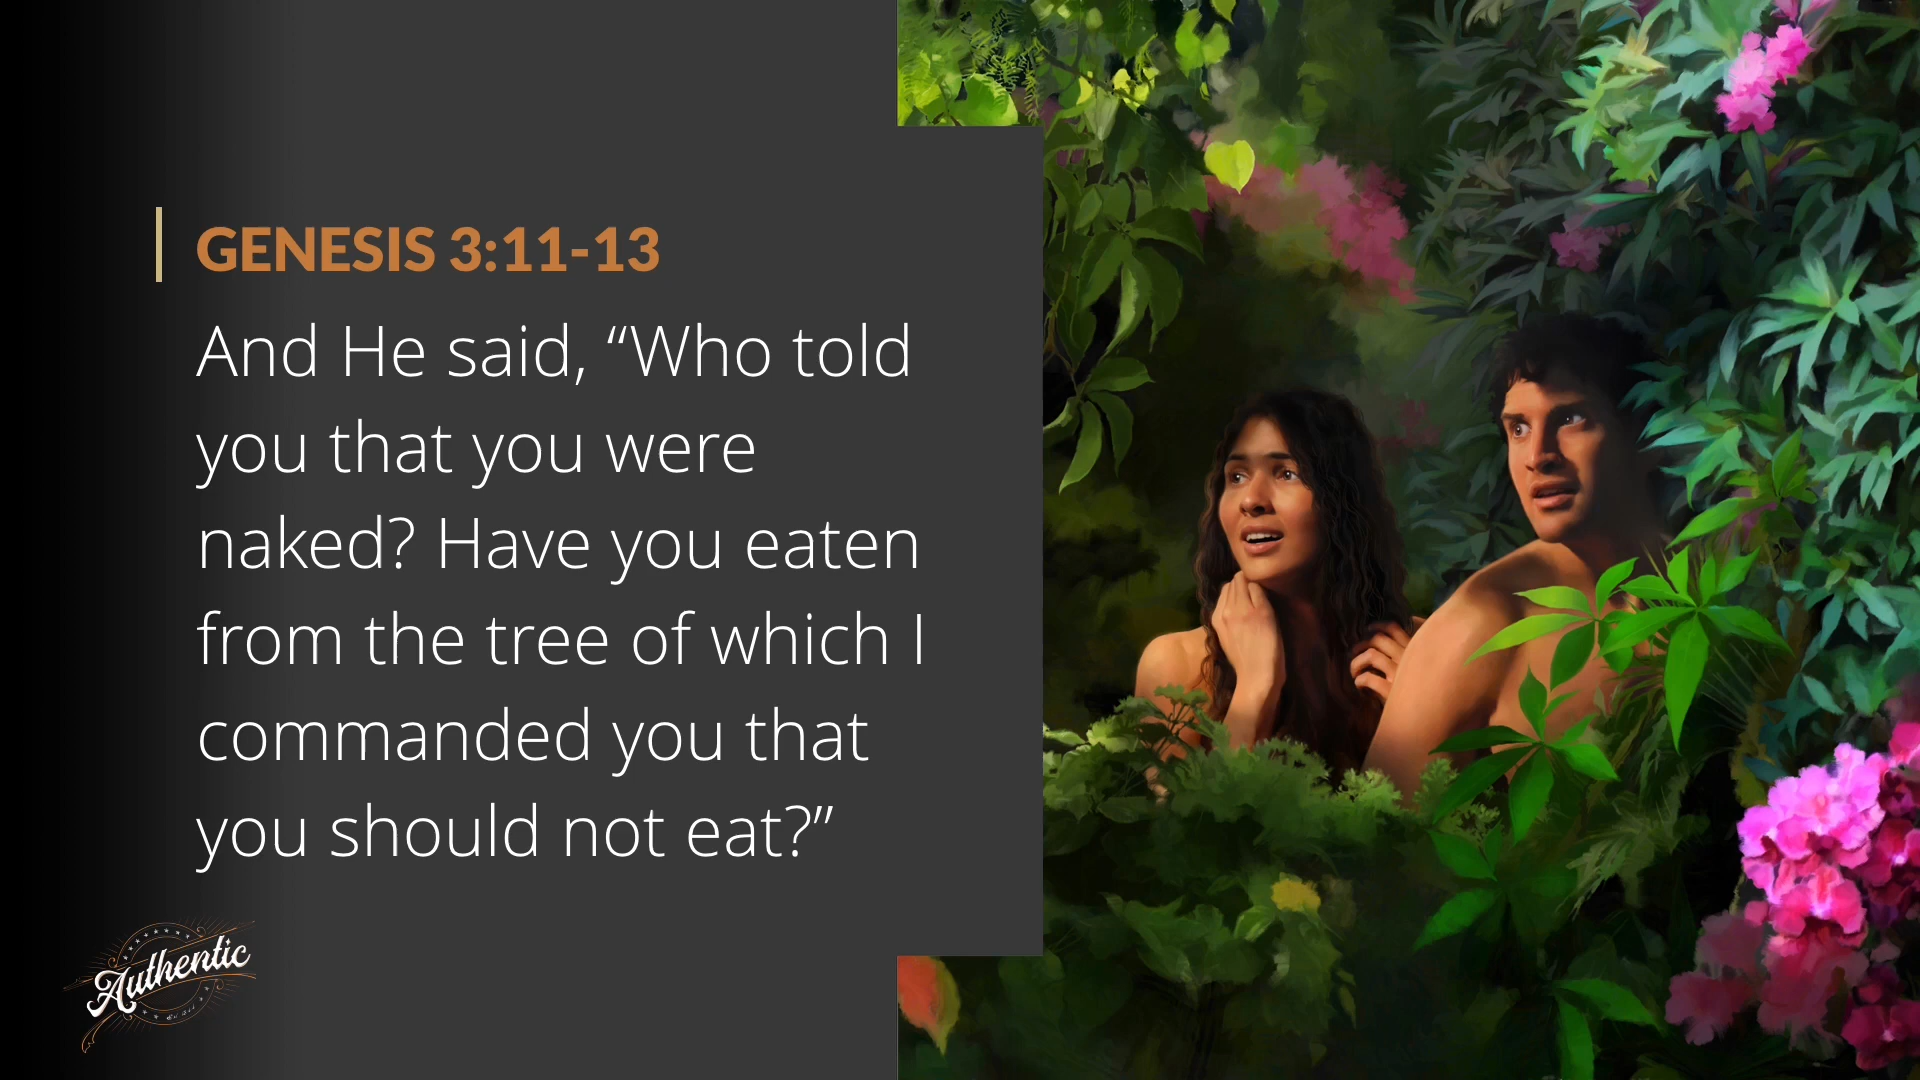 GENESIS 3:11-13
And He said, “Who told
you that you were
naked? Have you eaten
from the tree of which I
commanded you that
you should not eat?”
Authentic